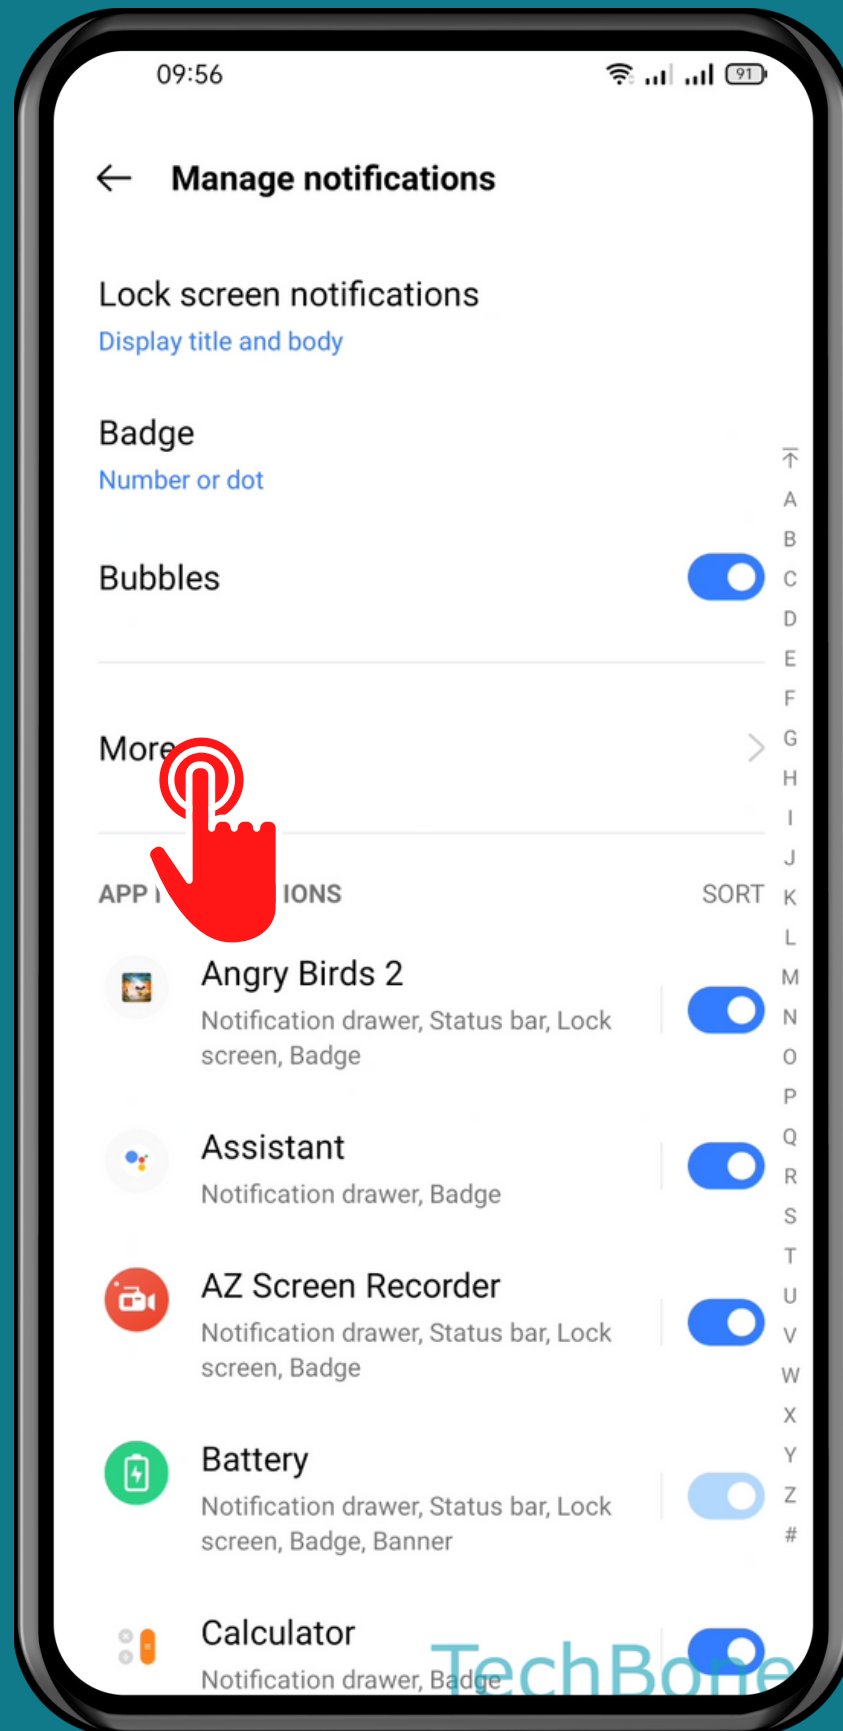 09:56
91
Manage notifications
Lock screen notifications
Display title and body
Badge
Number or dot
Bubbles
More
APP
SORT
Angry Birds 2
Notification drawer, Status bar, Lock
screen, Badge
Assistant
Notification drawer, Badge
AZ Screen Recorder
Notification drawer, Status bar, Lock
screen, Badge
Battery
Notification drawer, Status bar, Lock
screen, Badge, Banner
Calculator
Notification drawer, Badge
A
B
C
D
E
F
G
H
I
J
K
L
M
N
O
P
Q
R
S
T
U
V
W
X
Y
Z
#
TechBone